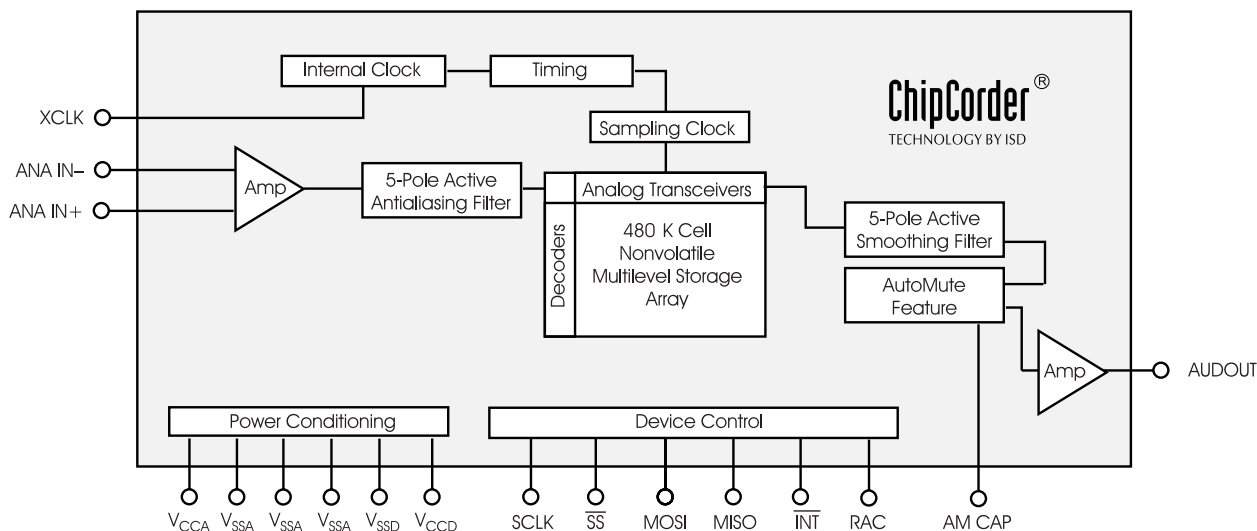 Internal Clock
Timing
ChipCorder®
TECHNOLOGY BY ISD
XCLK
Sampling Clock
ANA IN–
Amp
5-Pole Active
Antialiasing Filter
Decoders
Analog Transceivers
ANA IN+
480 K Cell
Nonvolatile
Multilevel Storage
Array
5-Pole Active
Smoothing Filter
AutoMute
Feature
Amp
AUDOUT
Power Conditioning
Device Control
VCCA VSSA VSSA VSSA VSSD VCCD SCLK S̅S̅ MOSI MISO I̅N̅T̅ RAC AM CAP